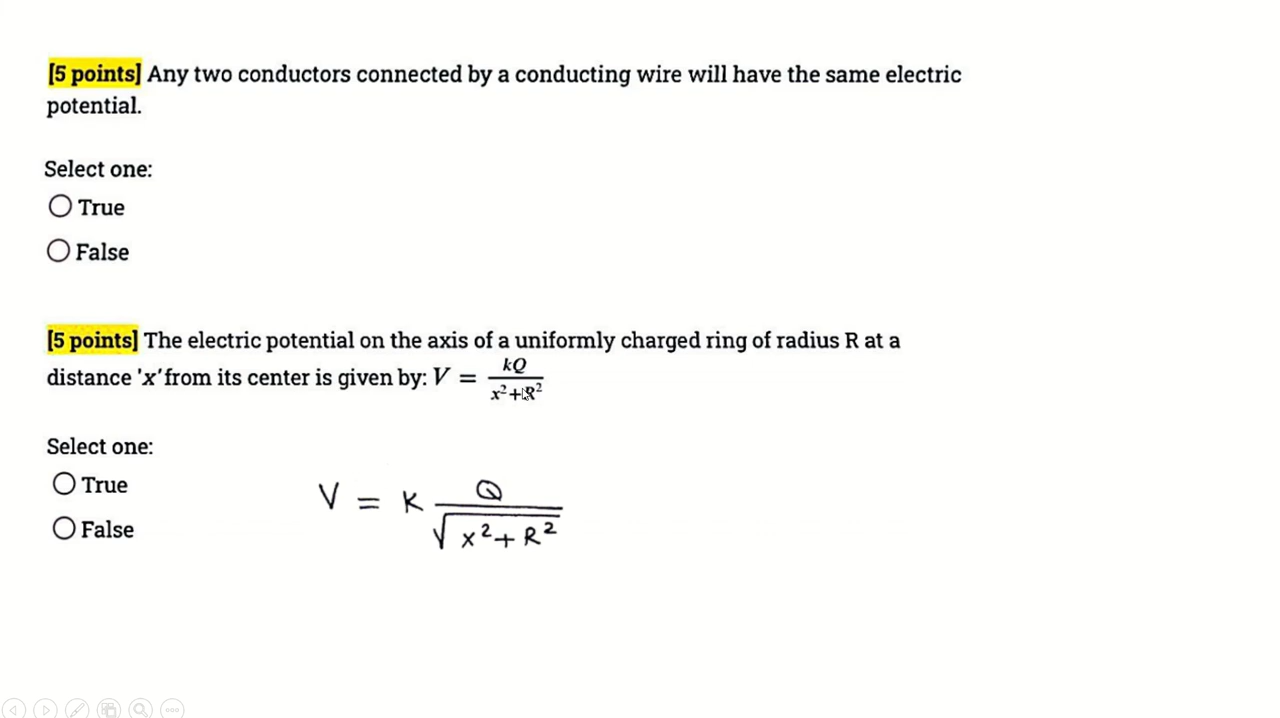 [5 points] Any two conductors connected by a conducting wire will have the same electric
potential.
Select one:
True
False
[5 points] The electric potential on the axis of a uniformly charged ring of radius R at a
distance 'x' from its center is given by: V = kQ / x²+R²
Select one:
True
False
V = K Q / √x²+R²